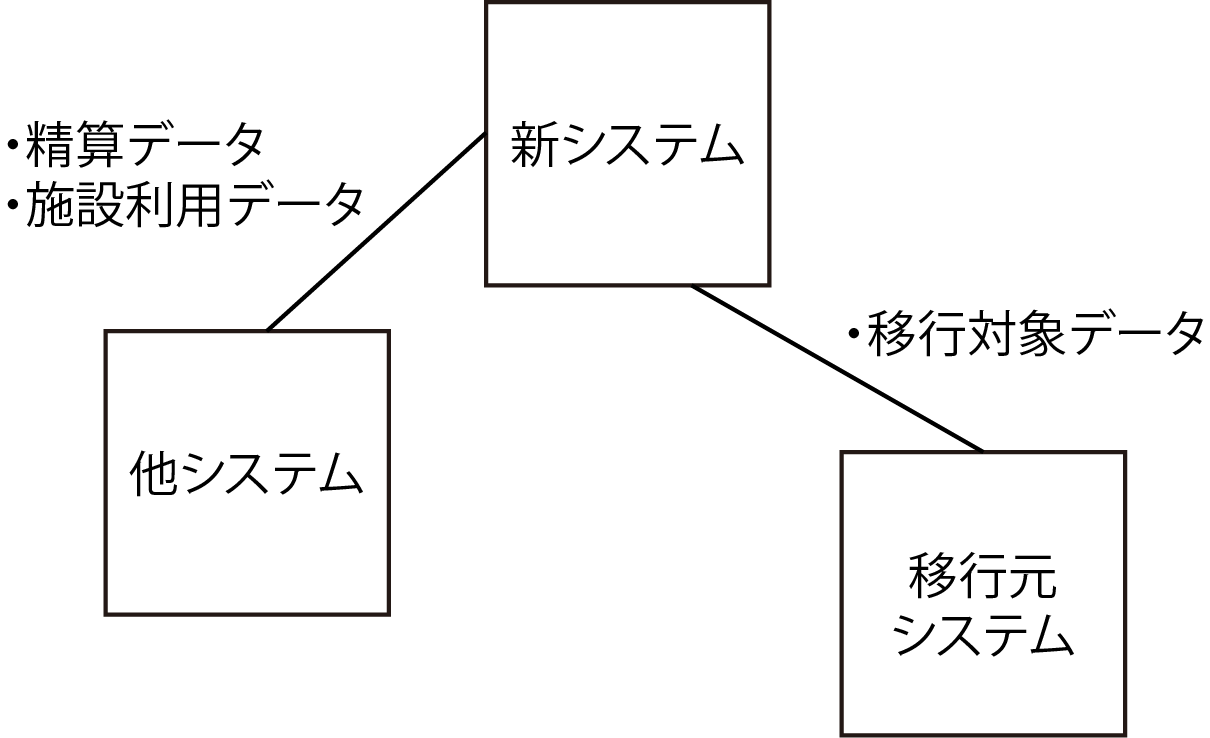 新システム
・精算データ
・施設利用データ
・移行対象データ
他システム
移行元
システム